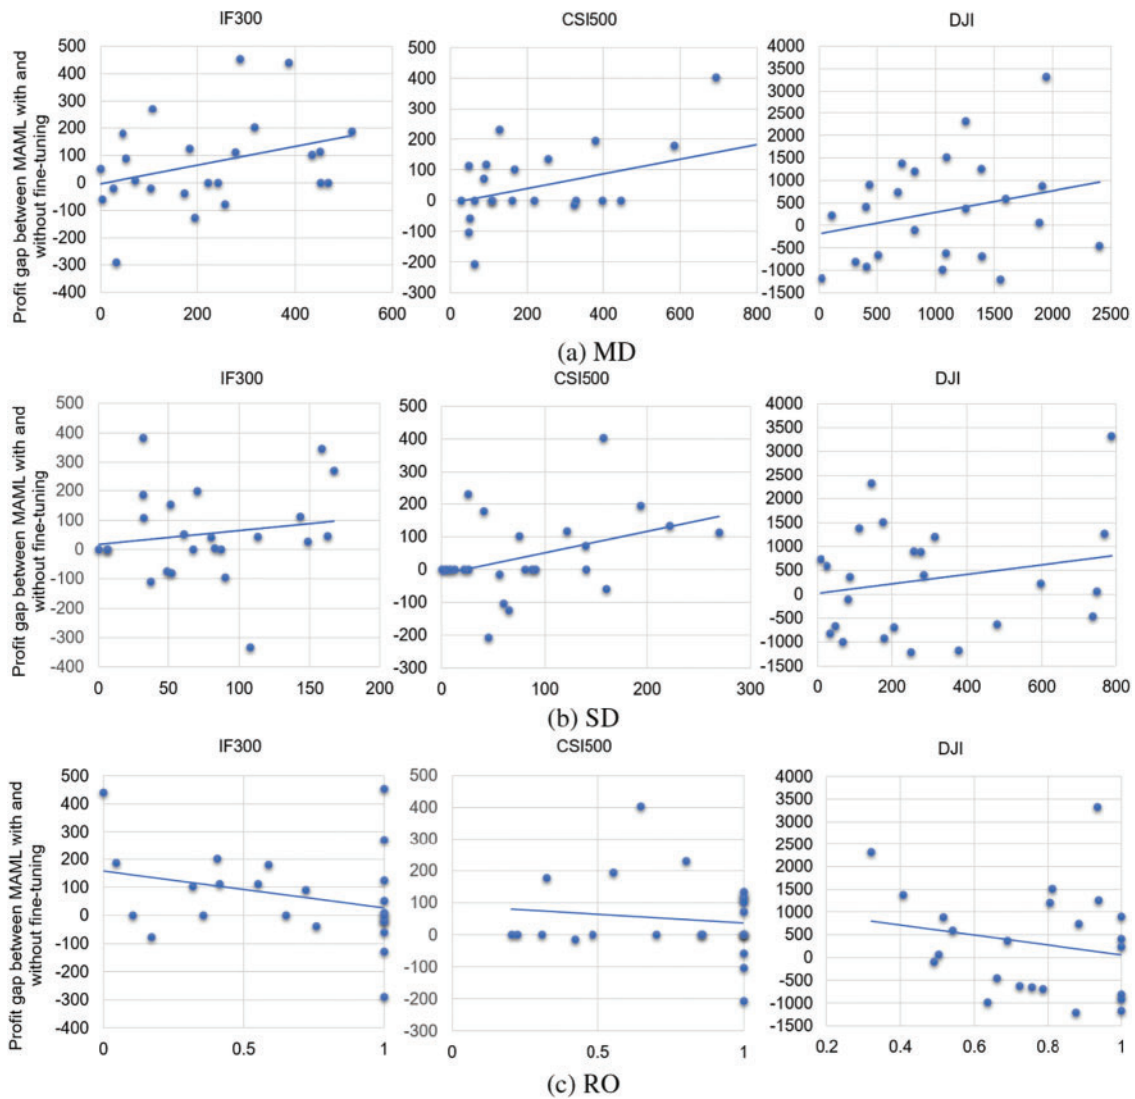 IF300 CSI500 DJI
Profit gap between MAML with and
without fine-tuning
500 400 300 200 100 0 -100 -200 -300 -400
0 200 400 600
500 400 300 200 100 0 -100 -200 -300
0 200 400 600 800
4000 3500 3000 2500 2000 1500 1000 500 0 -500 -1000 -1500
0 500 1000 1500 2000 2500
(a) MD
IF300 CSI500 DJI
Profit gap between MAML with and
without fine-tuning
500 400 300 200 100 0 -100 -200 -300 -400
0 50 100 150 200
500 400 300 200 100 0 -100 -200 -300
0 100 200 300
4000 3500 3000 2500 2000 1500 1000 500 0 -500 -1000 -1500
0 200 400 600 800
(b) SD
IF300 CSI500 DJI
Profit gap between MAML with and
without fine-tuning
500 400 300 200 100 0 -100 -200 -300 -400
0 0.5 1
500 400 300 200 100 0 -100 -200 -300
0 0.5 1
4000 3500 3000 2500 2000 1500 1000 500 0 -500 -1000 -1500
0.2 0.4 0.6 0.8 1
(c) RO